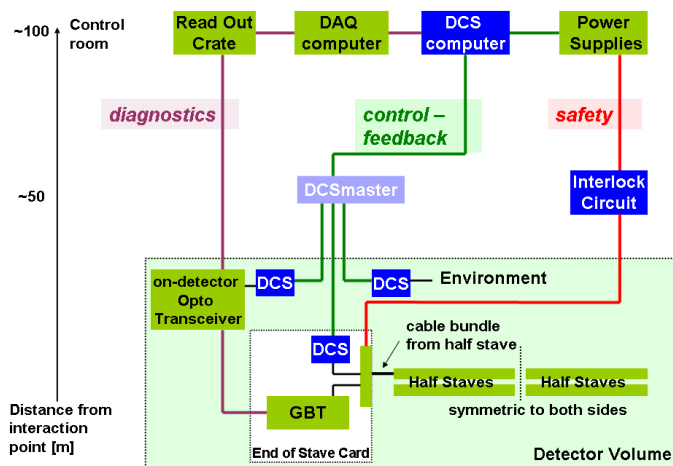 ~100
Control
room
Read Out
Crate
DAQ
computer
DCS
computer
Power
Supplies
diagnostics
control –
feedback
safety
~50
DCSmaster
Interlock
Circuit
on-detector
Opto
Transceiver
DCS
DCS
Environment
cable bundle
from half stave
DCS
Half Staves
Half Staves
symmetric to both sides
GBT
End of Stave Card
Detector Volume
Distance from
interaction
point [m]